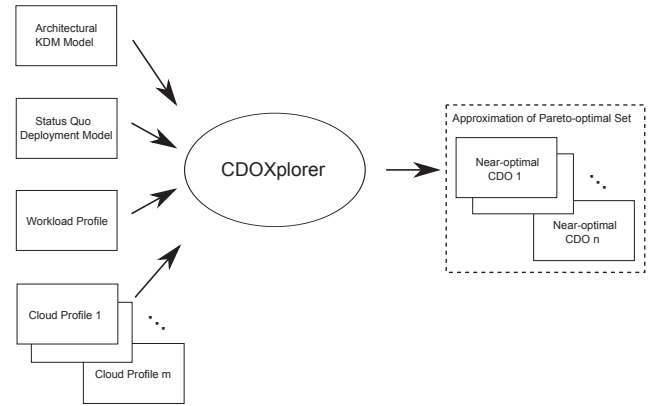 Architectural
KDM Model
Status Quo
Deployment Model
Workload Profile
Cloud Profile 1
Cloud Profile m
CDOXplorer
Approximation of Pareto-optimal Set
Near-optimal
CDO 1
Near-optimal
CDO n